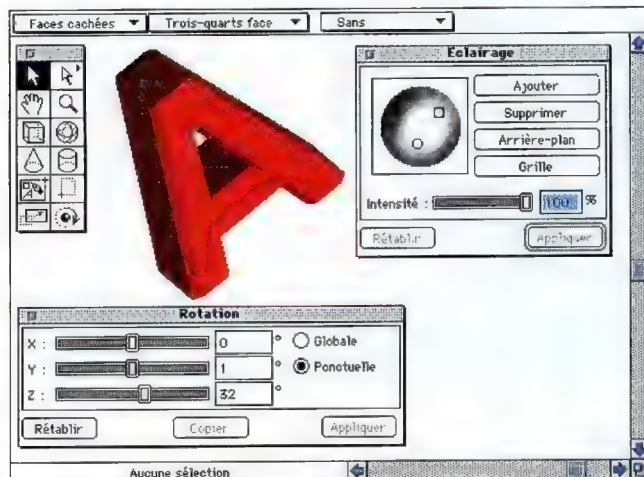 Faces cachées
Trois-quarts face
Sans
Eclairage
Ajouter
Supprimer
Arrière-plan
Grille
Intensité : 100 %
Rétablir
Appliquer
Rotation
X : 0 °
Globale
Y : 1 °
Ponctuelle
Z : 32 °
Rétablir
Copier
Appliquer
Aucune sélection
A